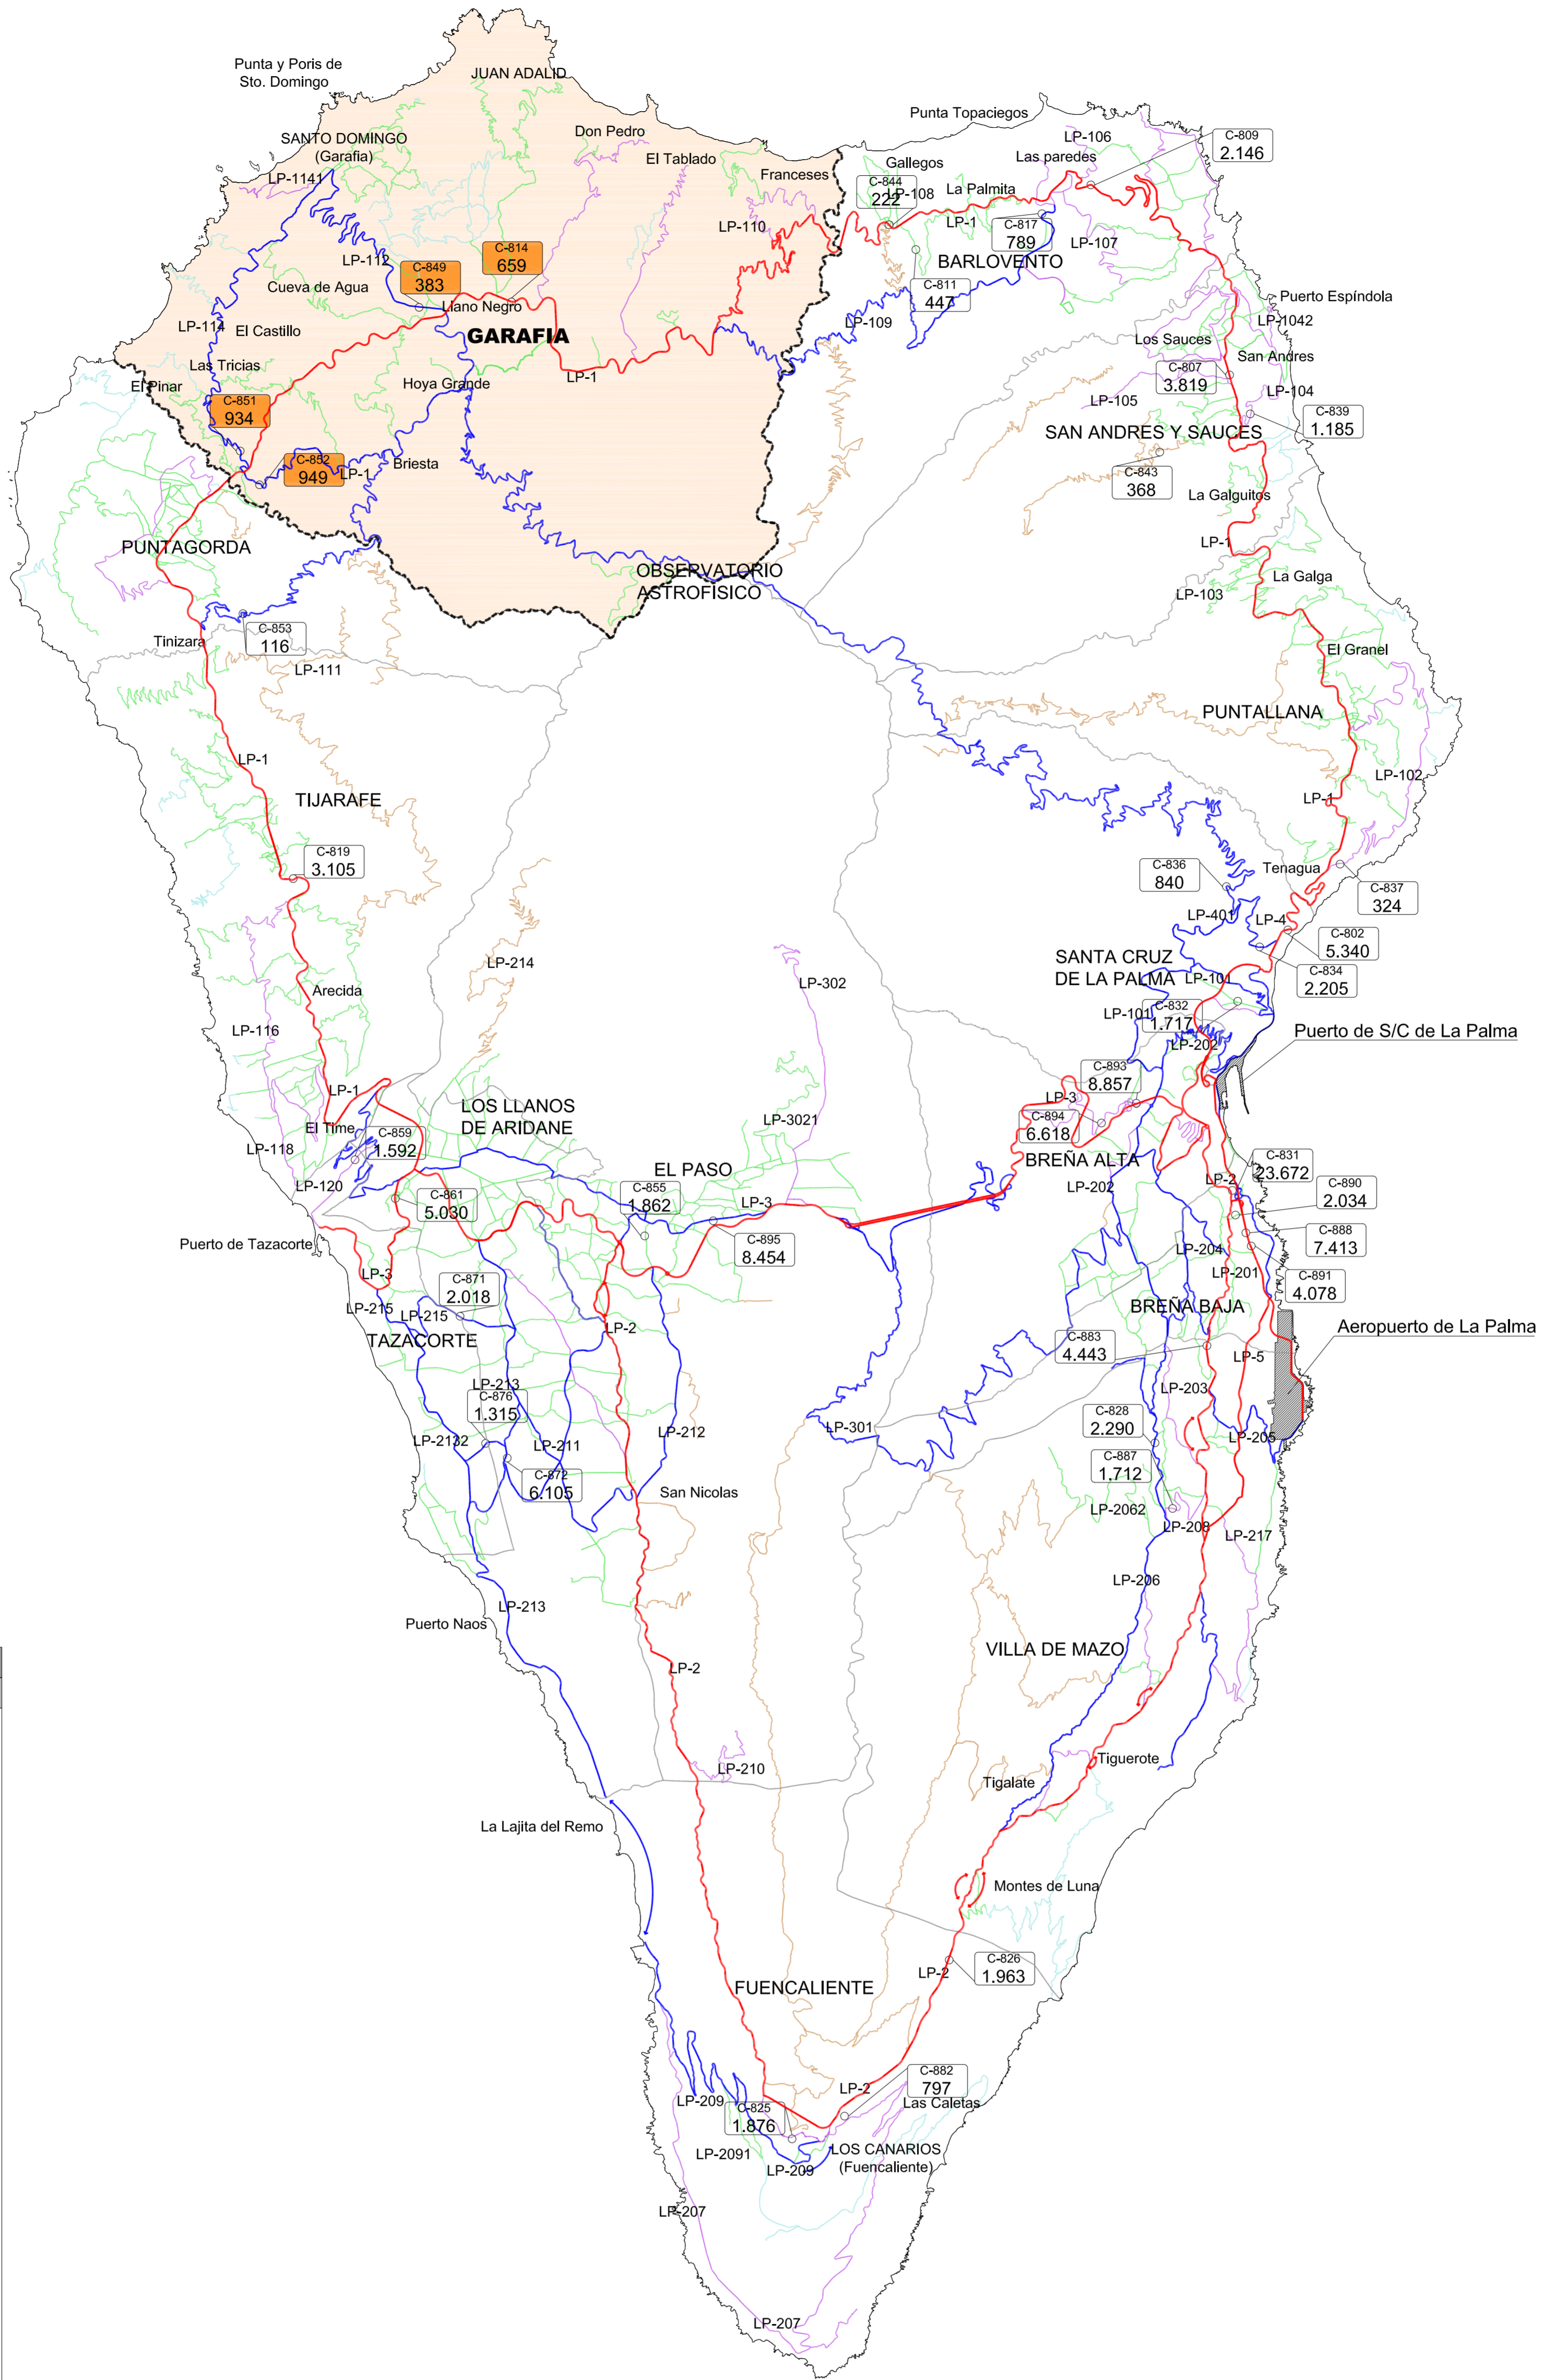 JUAN ADALID
Punta y Poris de
Sto. Domingo
Punta Topaciegos
SANTO DOMINGO
(Garafia)
Don Pedro
El Tablado
Franceses
Gallegos
Las paredes
LP-106
C-809
2.146
LP-1141
C-844
222
LP-108
La Palmita
LP-1
C-817
789
LP-107
BARLOVENTO
LP-110
LP-112
C-849
383
C-814
659
Cueva de Agua
Llano Negro
GARAFIA
C-811
447
LP-109
Puerto Espíndola
LP-1042
LP-114
El Castillo
Las Tricias
El Pinar
Hoya Grande
LP-1
Los Sauces
San Andres
C-807
3.819
LP-104
LP-105
C-839
1.185
C-851
934
C-852
949
LP-1
Briesta
SAN ANDRES Y SAUCES
C-843
368
La Galguitos
PUNTAGORDA
LP-1
OBSERVATORIO
ASTROFÍSICO
La Galga
LP-103
C-853
116
Tinizara
LP-111
El Granel
PUNTALLANA
LP-1
LP-102
TIJARAFE
LP-1
C-819
3.105
C-836
840
Tenagua
C-837
324
LP-401
LP-4
C-802
5.340
SANTA CRUZ
DE LA PALMA
LP-101
C-834
2.205
LP-214
LP-302
Arecida
LP-116
LP-101
C-832
1.717
LP-202
Puerto de S/C de La Palma
C-893
8.857
LP-3
C-894
6.618
LP-1
LOS LLANOS
DE ARIDANE
LP-3021
El Time
C-859
1.592
LP-118
LP-120
BREÑA ALTA
C-831
23.672
EL PASO
C-855
1.862
LP-3
LP-202
LP-2
C-890
2.034
C-861
5.030
C-895
8.454
C-888
7.413
Puerto de Tazacorte
LP-3
LP-204
LP-201
C-891
4.078
C-871
2.018
LP-215
LP-215
TAZACORTE
LP-2
BREÑA BAJA
Aeropuerto de La Palma
C-883
4.443
LP-5
LP-213
C-876
1.315
LP-203
C-828
2.290
LP-2132
LP-211
LP-212
LP-301
LP-205
C-872
6.105
C-887
1.712
San Nicolas
LP-2062
LP-208
LP-217
LP-206
LP-213
Puerto Naos
VILLA DE MAZO
LP-2
LP-210
Tiguerote
Tigalate
La Lajita del Remo
Montes de Luna
C-826
1.963
LP-2
FUENCALIENTE
C-882
797
LP-2
Las Caletas
LP-209
C-825
1.876
LP-2091
LP-209
LOS CANARIOS
(Fuencaliente)
LP-207
LP-207